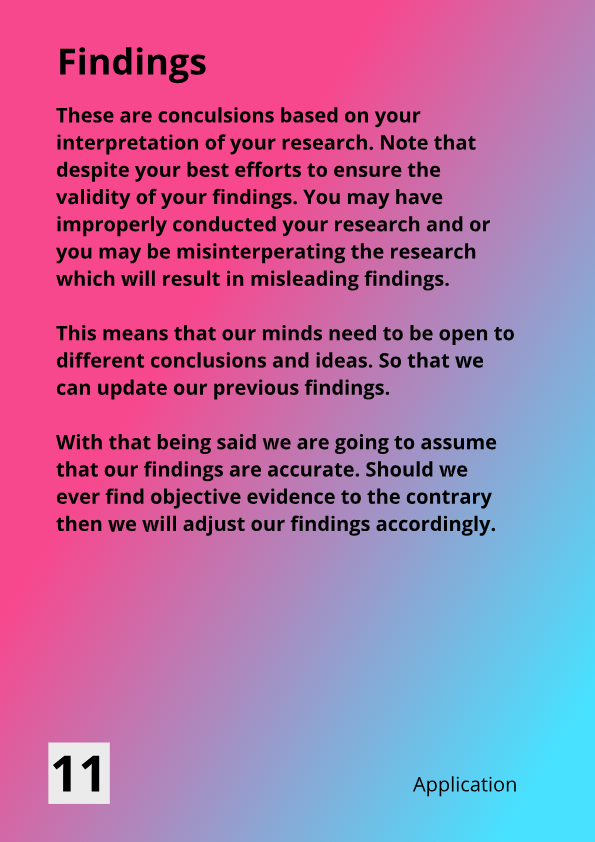 Findings
These are conculsions based on your
interpretation of your research. Note that
despite your best efforts to ensure the
validity of your findings. You may have
improperly conducted your research and or
you may be misinterperating the research
which will result in misleading findings.
This means that our minds need to be open to
different conclusions and ideas. So that we
can update our previous findings.
With that being said we are going to assume
that our findings are accurate. Should we
ever find objective evidence to the contrary
then we will adjust our findings accordingly.
11
Application